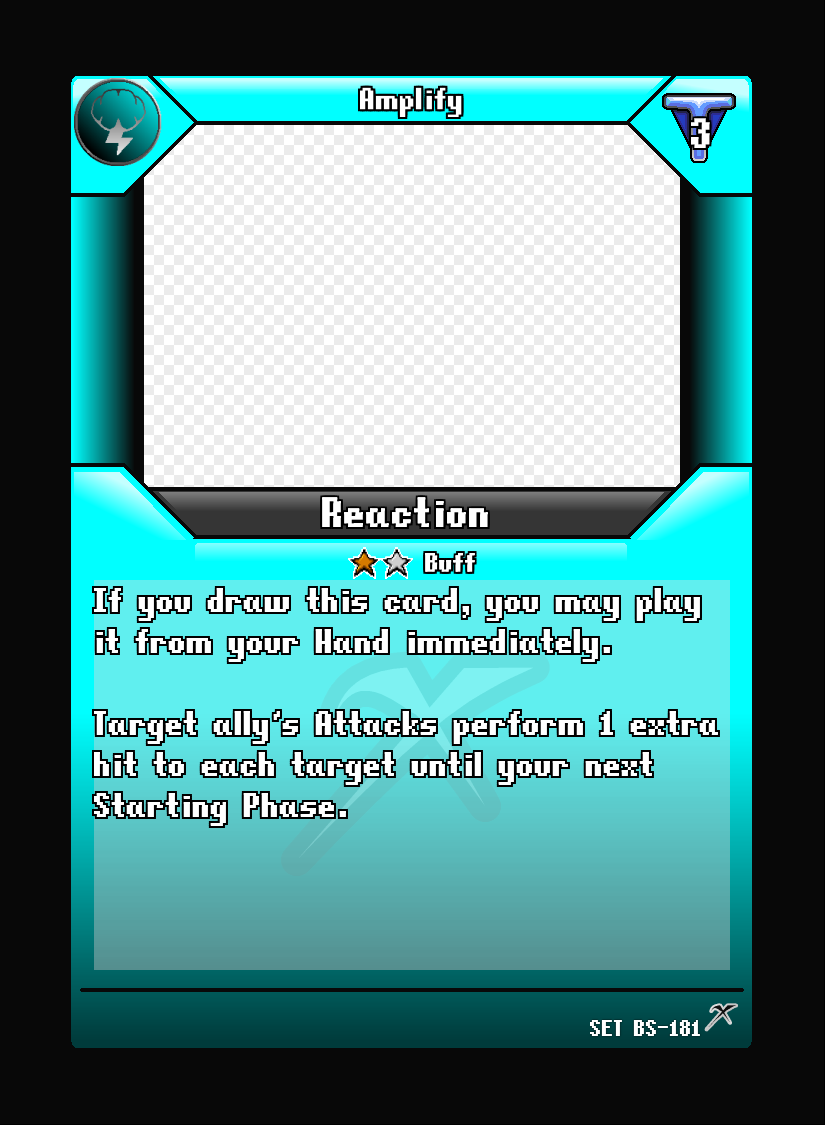 Amplify
3
Reaction
Buff
If you draw this card, you may play
it from your Hand immediately.
Target ally's Attacks perform 1 extra
hit to each target until your next
Starting Phase.
SET BS-181